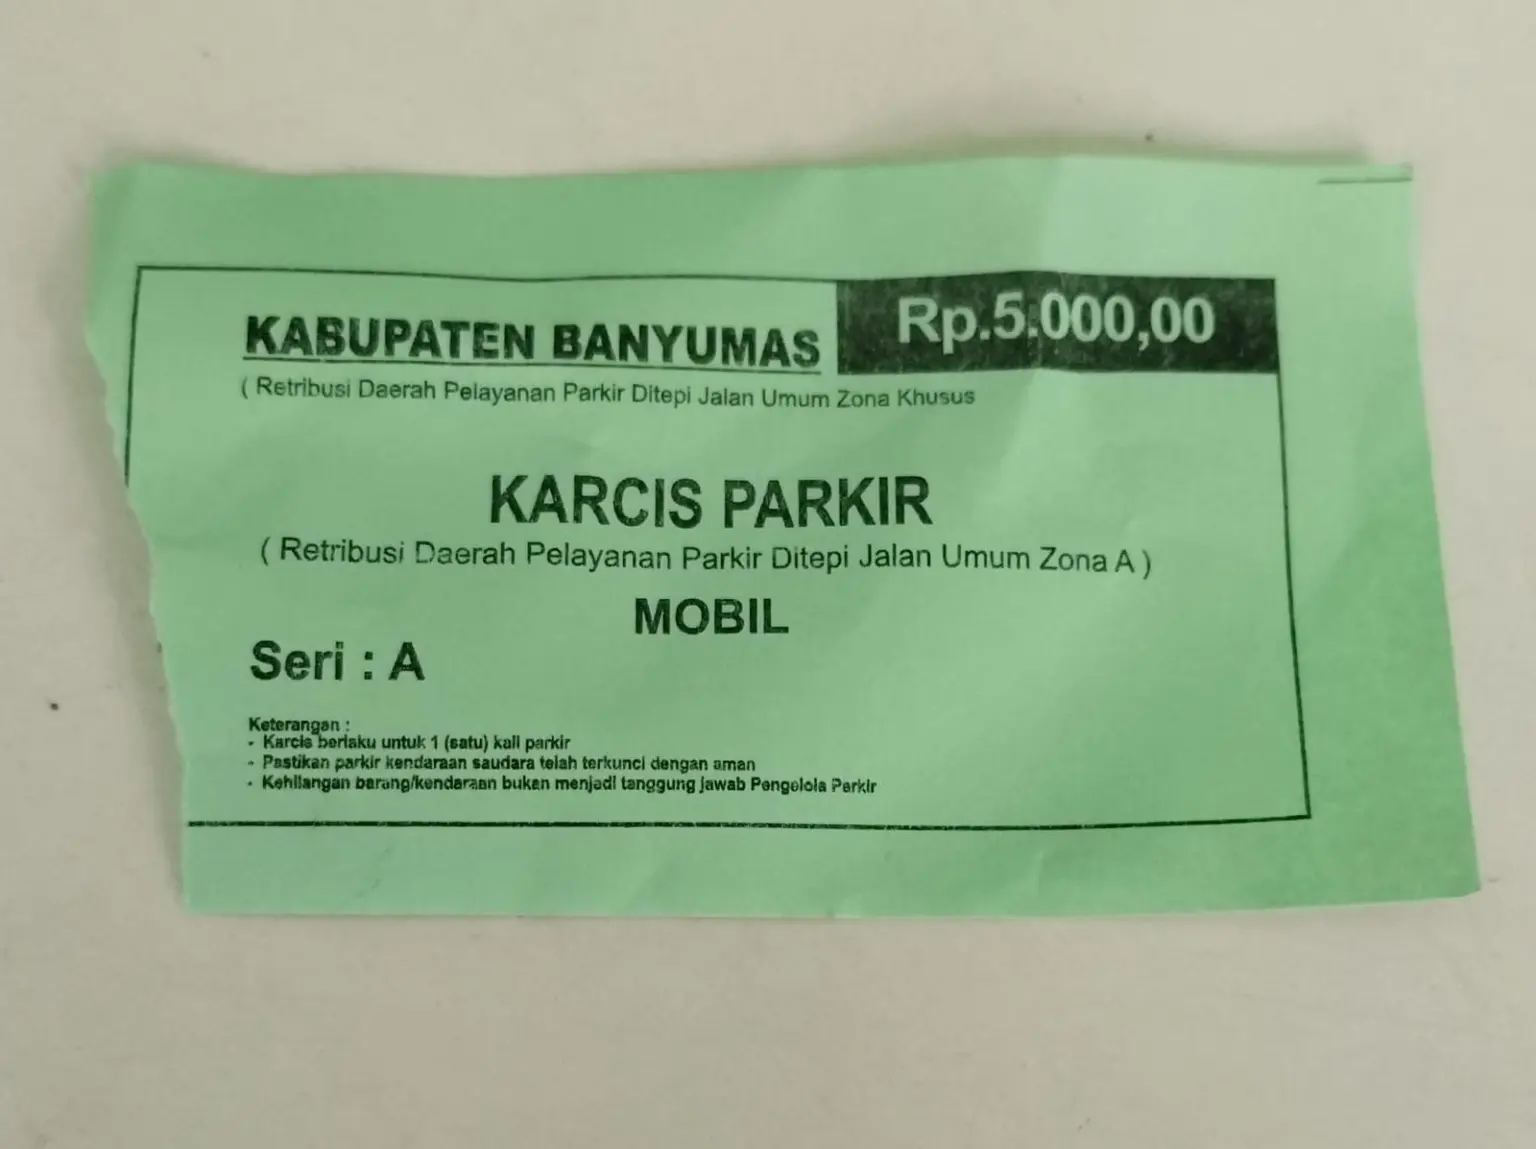 KABUPATEN BANYUMAS
Rp.5.000,00
( Retribusi Daerah Pelayanan Parkir Ditepi Jalan Umum Zona Khusus
KARCIS PARKIR
( Retribusi Daerah Pelayanan Parkir Ditepi Jalan Umum Zona A )
MOBIL
Seri : A
Keterangan :
- Karcis berlaku untuk 1 (satu) kali parkir
- Pastikan parkir kendaraan saudara telah terkunci dengan aman
- Kehilangan barang/kendaraan bukan menjadi tanggung jawab Pengelola Parkir